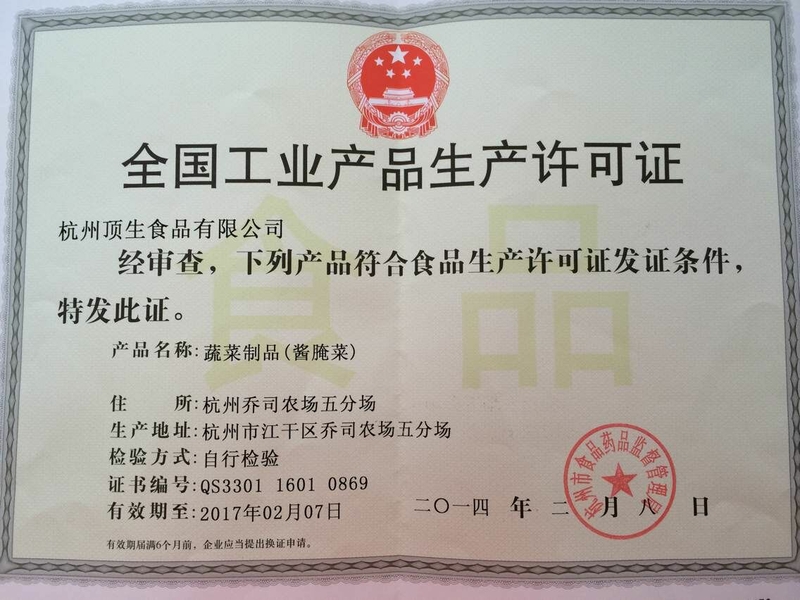 全国工业产品生产许可证
杭州顶生食品有限公司
经审查，下列产品符合食品生产许可证发证条件，
特发此证。
食品
产品名称:蔬菜制品(酱腌菜)
住 所:杭州乔司农场五分场
生产地址:杭州市江干区乔司农场五分场
检验方式:自行检验
证书编号:QS3301 1601 0869
有效期至:2017年02月07日
二〇一四 年 二 月 八 日
杭州市食品药品监督管理局
有效期届满6个月前，企业应当提出换证申请。